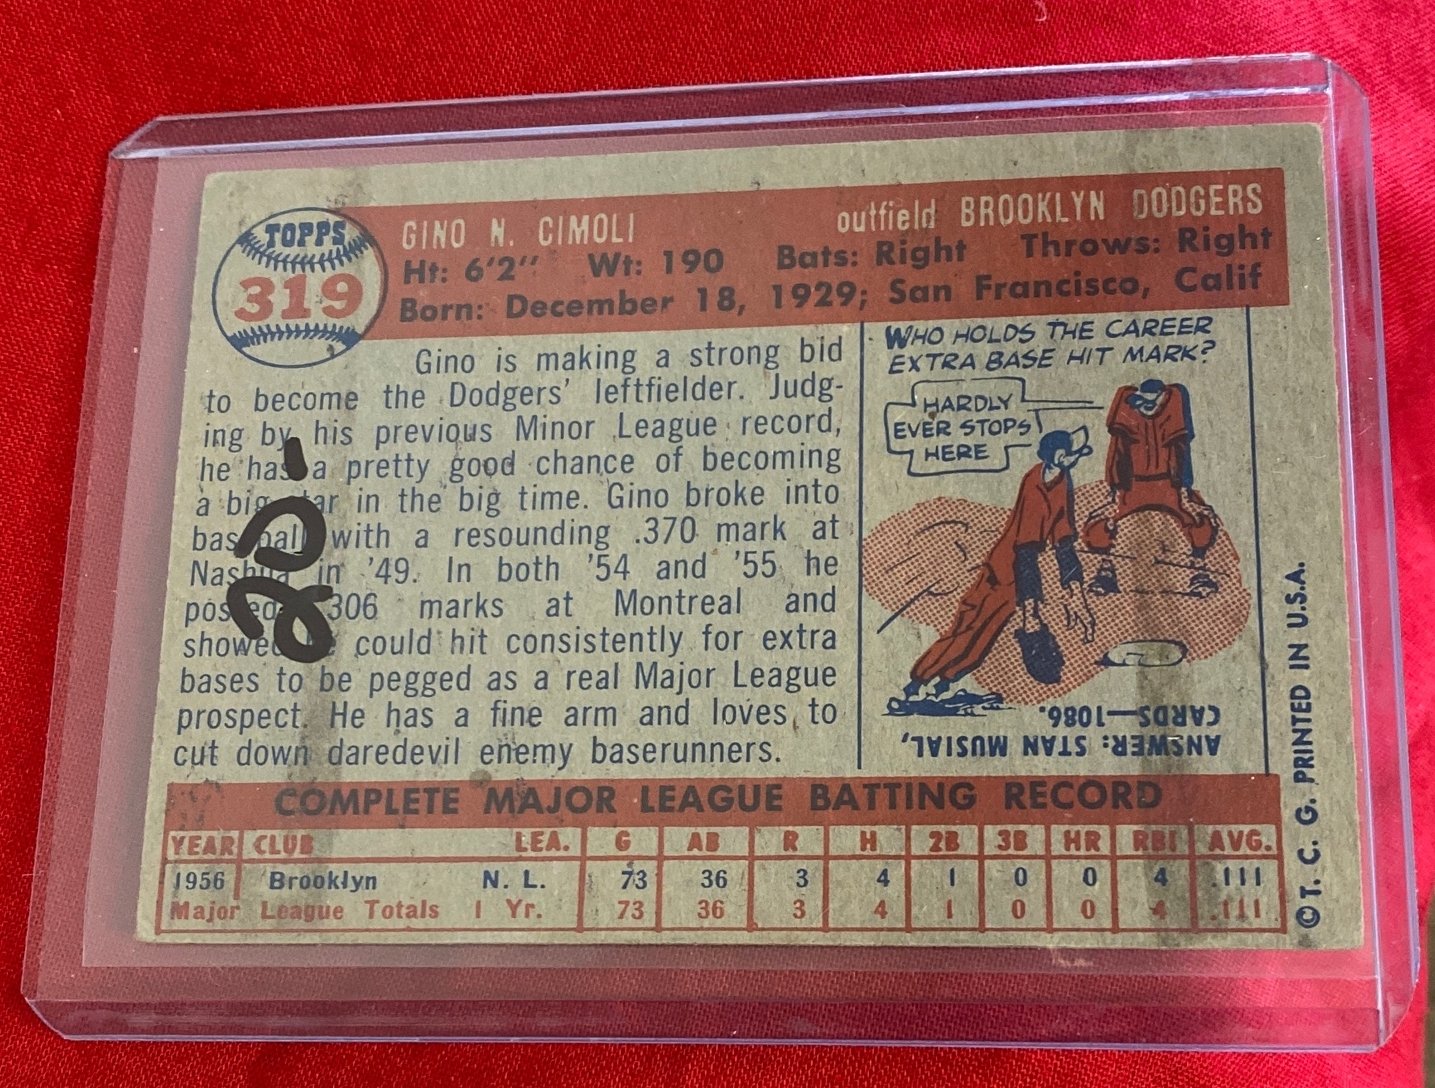 TOPPS
319
GINO N. CIMOLI outfield BROOKLYN DODGERS
Ht: 6'2" Wt: 190 Bats: Right Throws: Right
Born: December 18, 1929; San Francisco, Calif
Gino is making a strong bid
to become the Dodgers' leftfielder. Judg-
ing by his previous Minor League record,
he has a pretty good chance of becoming
a big star in the big time. Gino broke into
baseball with a resounding .370 mark at
Nashua in '49. In both '54 and '55 he
posted .306 marks at Montreal and
showed he could hit consistently for extra
bases to be pegged as a real Major League
prospect. He has a fine arm and loves to
cut down daredevil enemy baserunners.
20-
WHO HOLDS THE CAREER
EXTRA BASE HIT MARK?
HARDLY
EVER STOPS
HERE
ANSWER: STAN MUSIAL,
CARDS—1086.
COMPLETE MAJOR LEAGUE BATTING RECORD
YEAR CLUB LEA. G AB R H 2B 3B HR RBI AVG.
1956 Brooklyn N. L. 73 36 3 4 1 0 0 4 .111
Major League Totals 1 Yr. 73 36 3 4 1 0 0 4 .111
©T. C. G. PRINTED IN U.S.A.